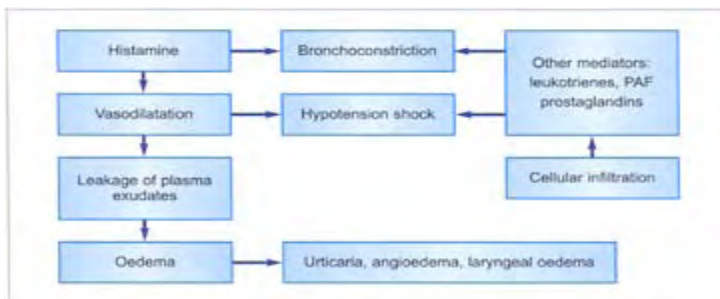 Histamine
Bronchoconstriction
Other mediators:
leukotrienes, PAF
prostaglandins
Vasodilatation
Hypotension shock
Leakage of plasma
exudates
Cellular infiltration
Oedema
Urticaria, angioedema, laryngeal oedema